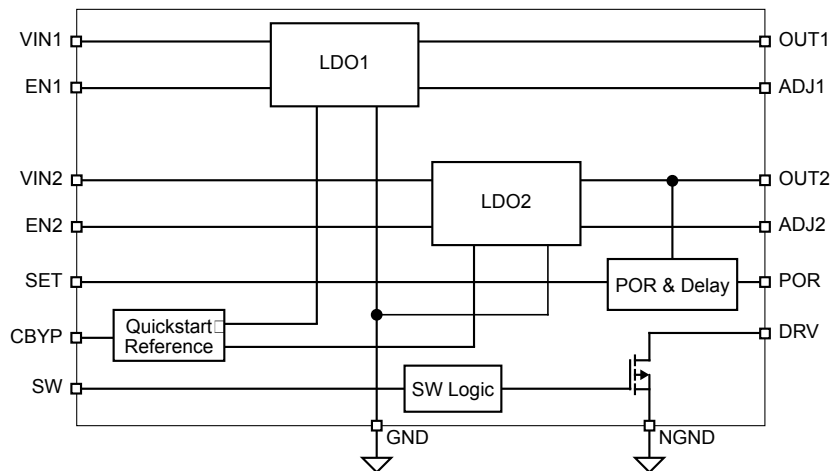 VIN1
LDO1
OUT1
EN1
ADJ1
VIN2
LDO2
OUT2
EN2
ADJ2
SET
POR & Delay
POR
CBYP
Quickstart
Reference
DRV
SW
SW Logic
GND
NGND